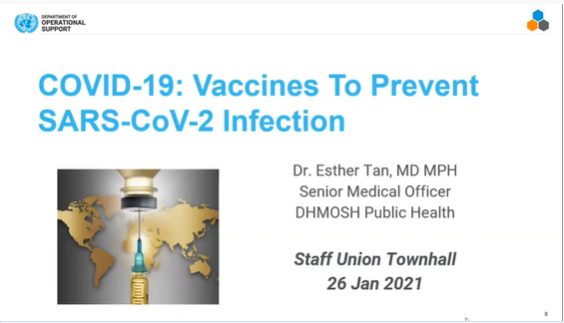 DEPARTMENT OF
OPERATIONAL
SUPPORT
COVID-19: Vaccines To Prevent
SARS-CoV-2 Infection
Dr. Esther Tan, MD MPH
Senior Medical Officer
DHMOSH Public Health
Staff Union Townhall
26 Jan 2021
0